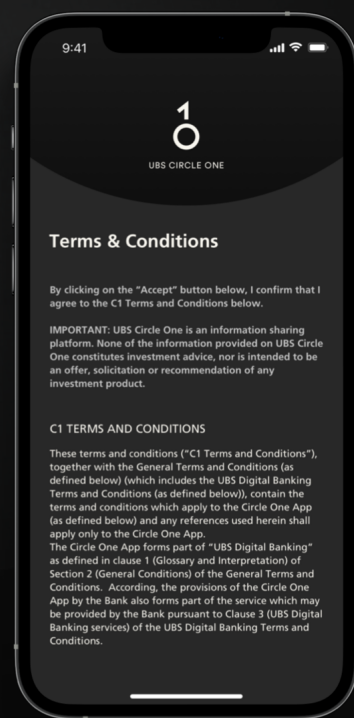 9:41
10
UBS CIRCLE ONE
Terms & Conditions
By clicking on the "Accept" button below, I confirm that I
agree to the C1 Terms and Conditions below.
IMPORTANT: UBS Circle One is an information sharing
platform. None of the information provided on UBS Circle
One constitutes investment advice, nor is intended to be
an offer, solicitation or recommendation of any
investment product.
C1 TERMS AND CONDITIONS
These terms and conditions ("C1 Terms and Conditions"),
together with the General Terms and Conditions (as
defined below) (which includes the UBS Digital Banking
Terms and Conditions (as defined below)), contain the
terms and conditions which apply to the Circle One App
(as defined below) and any references used herein shall
apply only to the Circle One App.
The Circle One App forms part of "UBS Digital Banking"
as defined in clause 1 (Glossary and Interpretation) of
Section 2 (General Conditions) of the General Terms and
Conditions. According, the provisions of the Circle One
App by the Bank also forms part of the service which may
be provided by the Bank pursuant to Clause 3 (UBS Digital
Banking services) of the UBS Digital Banking Terms and
Conditions.